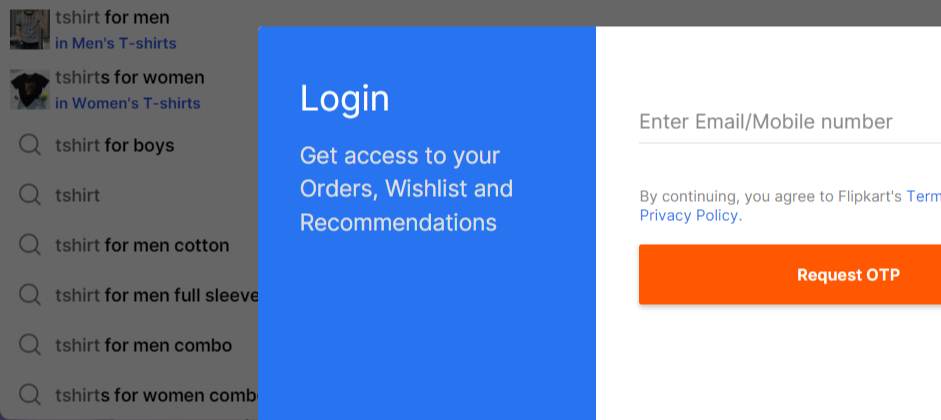 tshirt for men
in Men's T-shirts
tshirts for women
in Women's T-shirts
tshirt for boys
tshirt
tshirt for men cotton
tshirt for men full sleeve
tshirt for men combo
tshirts for women comb
Login
Get access to your
Orders, Wishlist and
Recommendations
Enter Email/Mobile number
By continuing, you agree to Flipkart's Term
Privacy Policy.
Request OTP